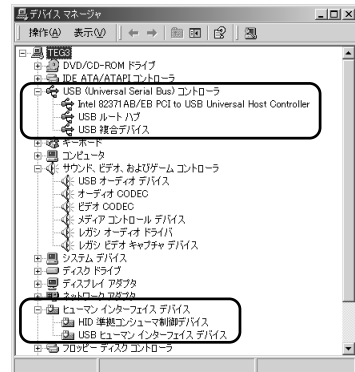 デバイス マネージャ
操作(A) 表示(V)
TEG3
DVD/CD-ROM ドライブ
IDE ATA/ATAPI コントローラ
USB (Universal Serial Bus) コントローラ
Intel 82371AB/EB PCI to USB Universal Host Controller
USB ルート ハブ
USB 複合デバイス
キーボード
コンピュータ
サウンド、ビデオ、およびゲーム コントローラ
USB オーディオ デバイス
オーディオ CODEC
ビデオ CODEC
メディア コントロール デバイス
レガシ オーディオ ドライバ
レガシ ビデオ キャプチャ デバイス
システム デバイス
ディスク ドライブ
ディスプレイ アダプタ
ネットワーク アダプタ
ヒューマン インターフェイス デバイス
HID 準拠コンシューマ制御デバイス
USB ヒューマン インターフェイス デバイス
フロッピー ディスク コントローラ